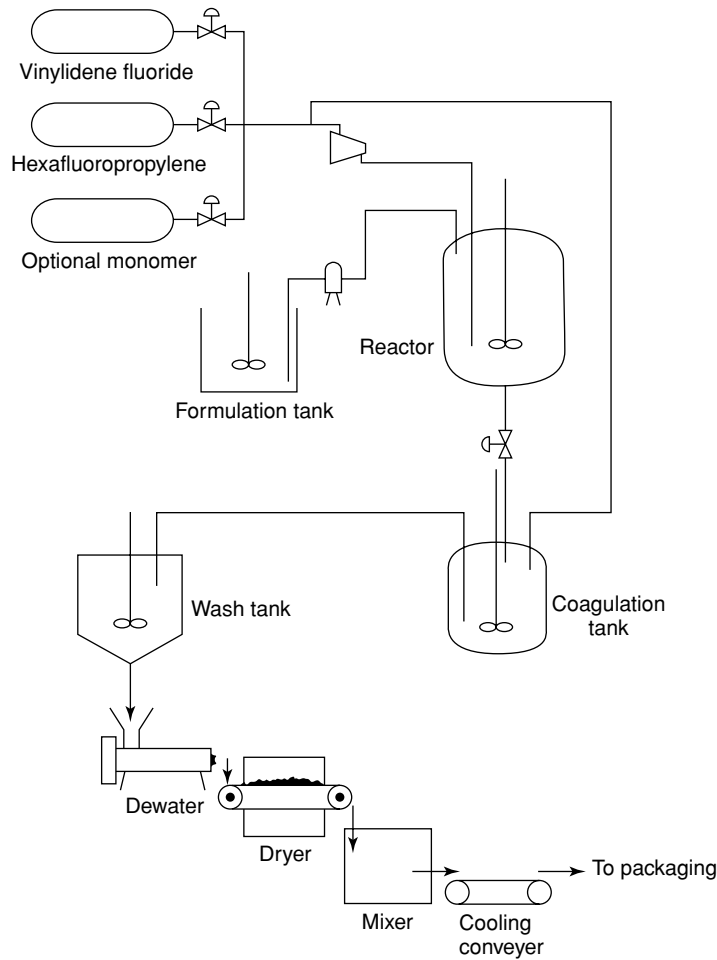 Vinylidene fluoride
Hexafluoropropylene
Optional monomer
Reactor
Formulation tank
Wash tank
Coagulation
tank
Dewater
Dryer
To packaging
Mixer
Cooling
conveyer